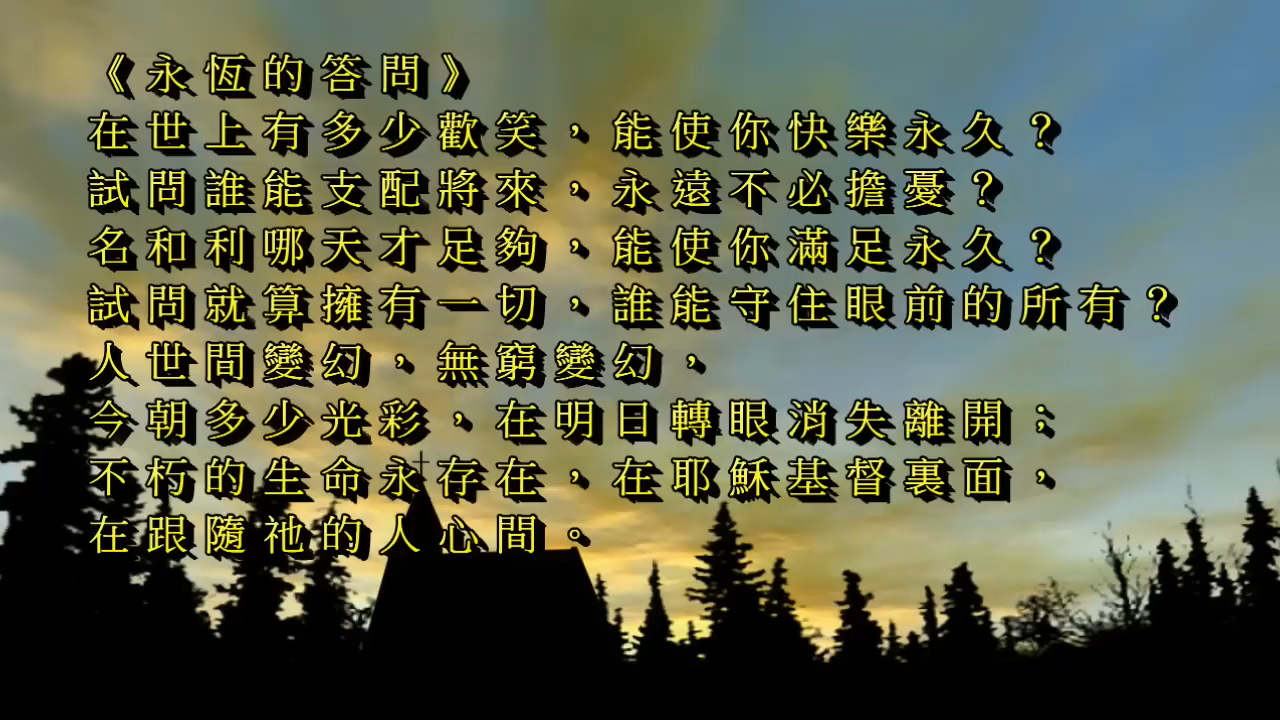 《永恆的答問》
在世上有多少歡笑，能使你快樂永久？
試問誰能支配將來，永遠不必擔憂？
名和利哪天才足夠，能使你滿足永久？
試問就算擁有一切，誰能守住眼前的所有？
人世間變幻，無窮變幻，
今朝多少光彩，在明日轉眼消失離開；
不朽的生命永存在，在耶穌基督裏面，
在跟隨祂的人心間。